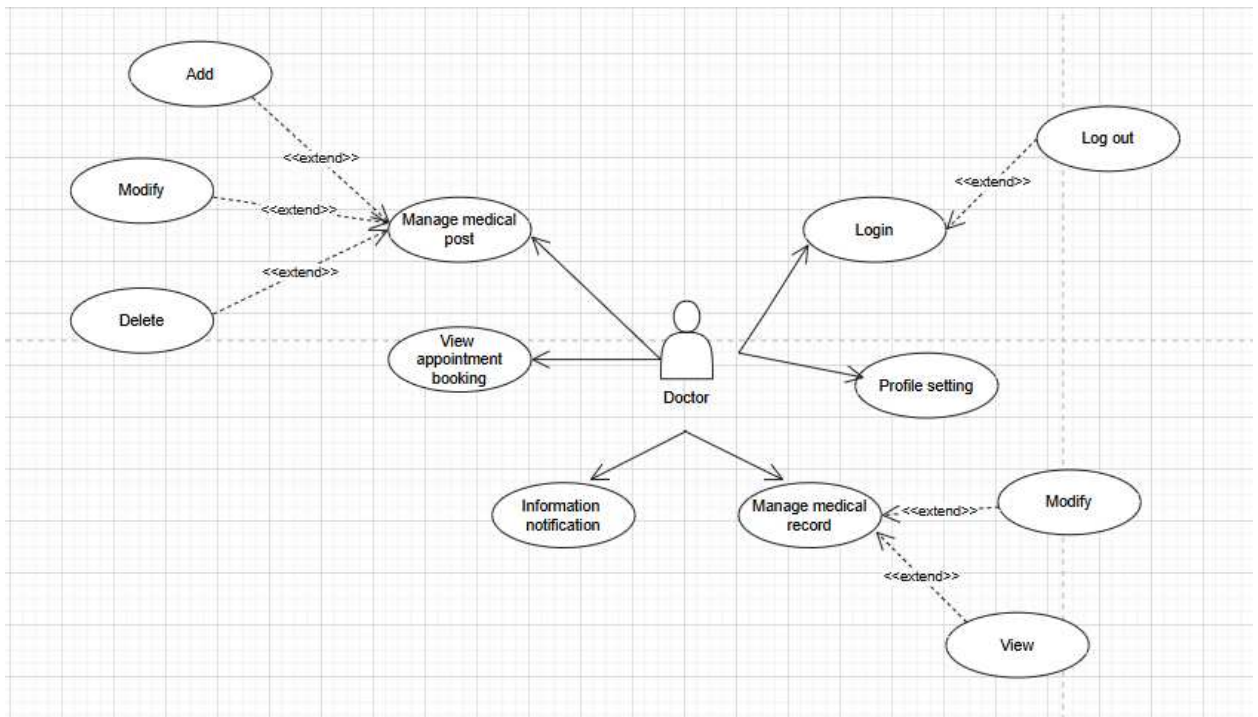 Add
Log out
<<extend>>
Modify
<<extend>>
<<extend>>
Manage medical
post
Login
<<extend>>
Delete
View
appointment
booking
Profile setting
Doctor
Information
notification
Manage medical
record
<<extend>>
Modify
<<extend>>
View